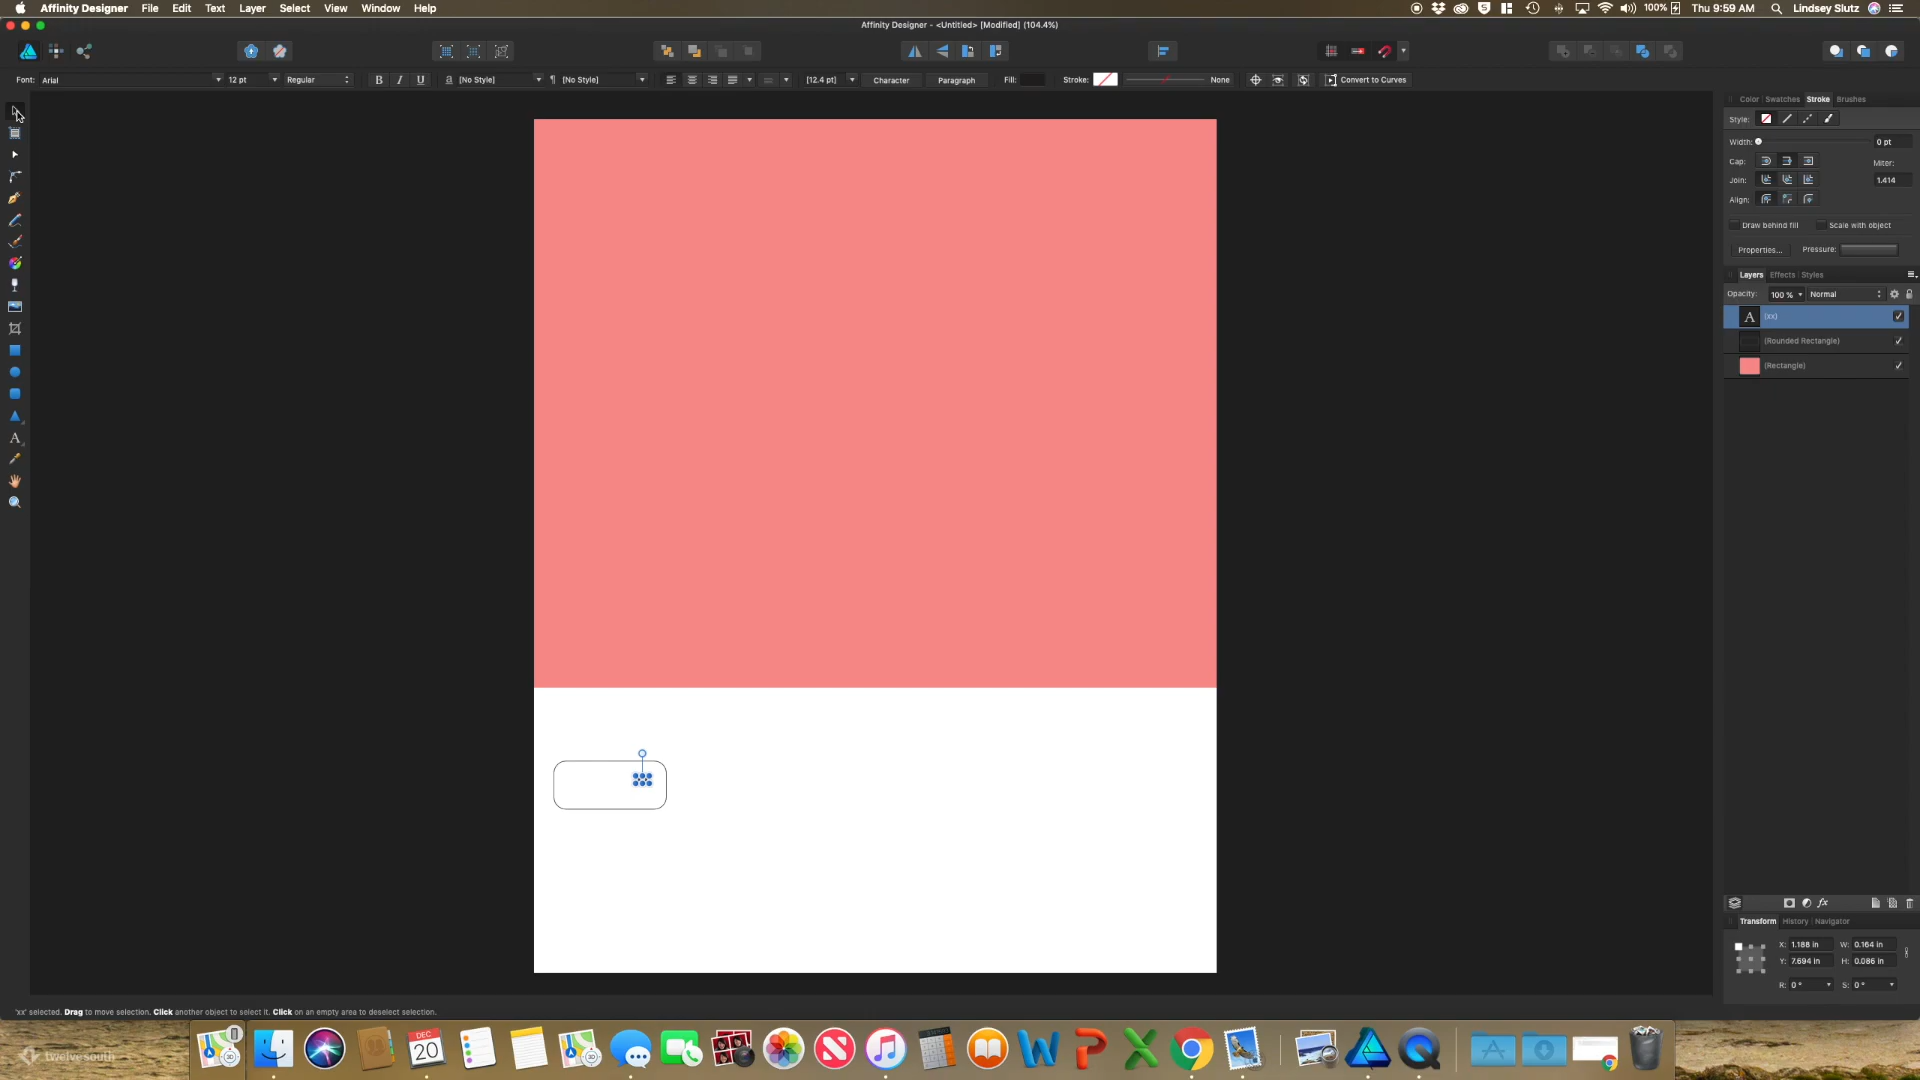 Affinity Designer File Edit Text Layer Select View Window Help
100% Thu 9:59 AM Lindsey Slutz
Affinity Designer - <Untitled> [Modified] (104.4%)
Font: Arial 12 pt Regular B I U a [No Style] ¶ [No Style] [12.4 pt] Character Paragraph Fill: Stroke: None Convert to Curves
Color Swatches Stroke Brushes
Style:
Width: 0 pt
Cap: Miter:
Join: 1.414
Align:
Draw behind fill Scale with object
Properties... Pressure:
Layers Effects Styles
Opacity: 100 % Normal
A (xx)
(Rounded Rectangle)
(Rectangle)
fx
Transform History Navigator
X: 1.188 in W: 0.164 in
Y: 7.694 in H: 0.086 in
R: 0 ° S: 0 °
'xx' selected. Drag to move selection. Click another object to select it. Click on an empty area to deselect selection.
DEC
20
twelvesouth